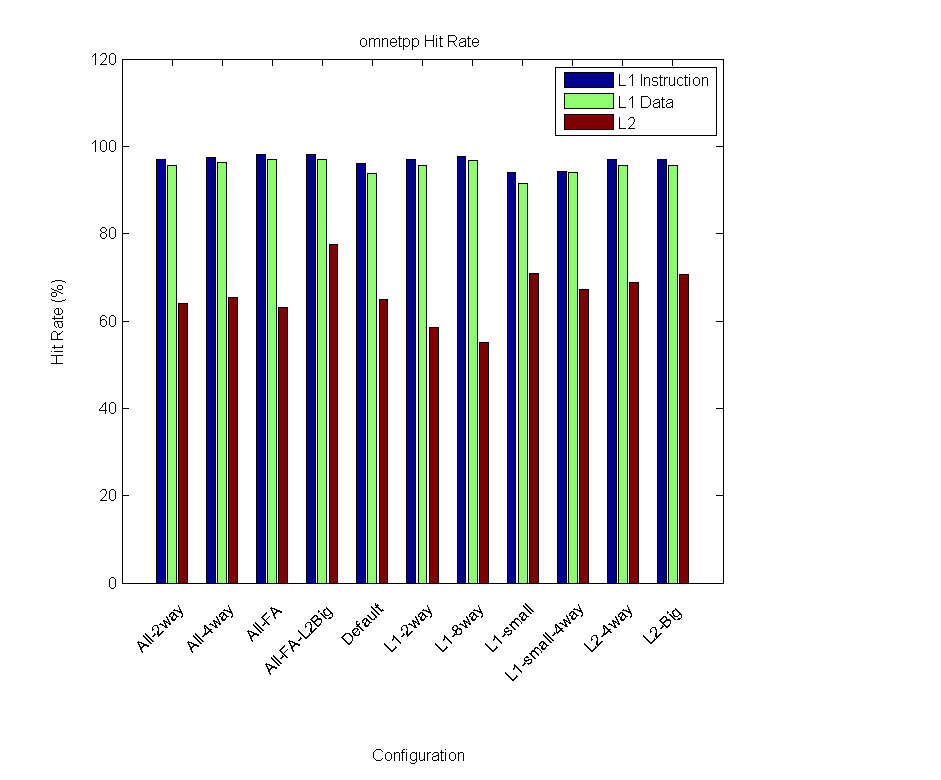 omnetpp Hit Rate
120
100
80
60
40
20
0
Hit Rate (%)
L1 Instruction
L1 Data
L2
All-2way
All-4way
All-FA
All-FA-L2Big
Default
L1-2way
L1-8way
L1-small
L1-small-4way
L2-4way
L2-Big
Configuration